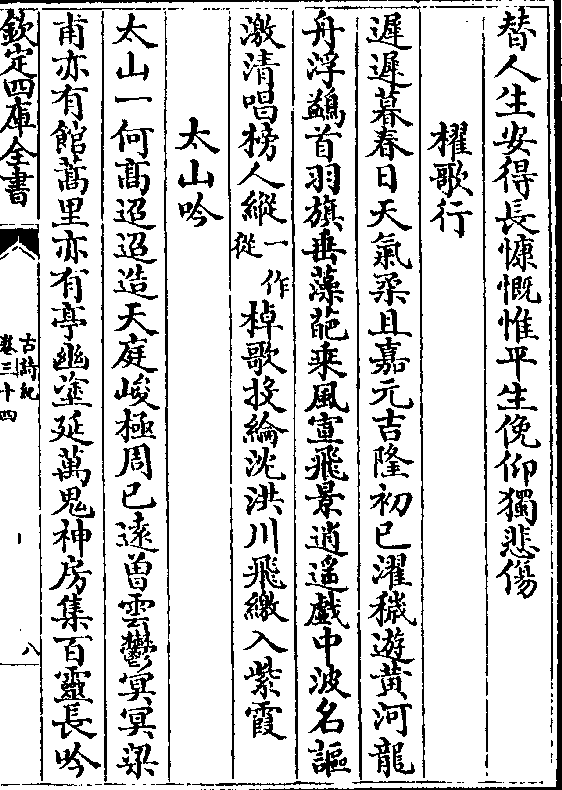 替人生安得長慷慨惟平生俛仰獨悲傷
櫂歌行
遲遲暮春日天氣柔且嘉元吉隆初巳濯穢遊黄河龍
舟浮鷁首羽旗垂藻葩乗風宣飛景逍遙戲中波名謳
激清唱榜人縱一作從棹歌投綸沈洪川飛繳入紫霞
太山吟
太山一何髙迢迢造天庭峻極周已遠曽雲鬱冥冥梁
甫亦有館蒿里亦有亭幽塗延萬鬼神房集百靈長吟
欽定四庫全書
古詩紀
卷三十四
八